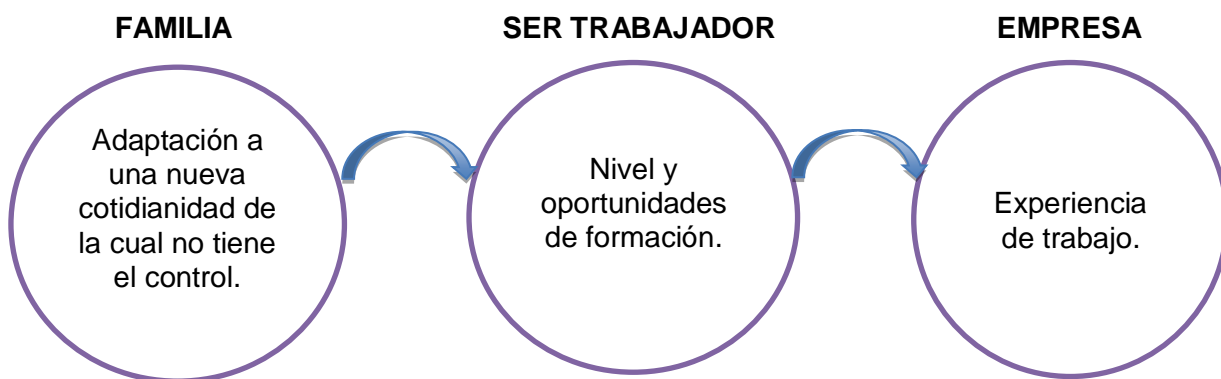 FAMILIA
SER TRABAJADOR
EMPRESA
Adaptación a
una nueva
cotidianidad de
la cual no tiene
el control.
Nivel y
oportunidades
de formación.
Experiencia
de trabajo.